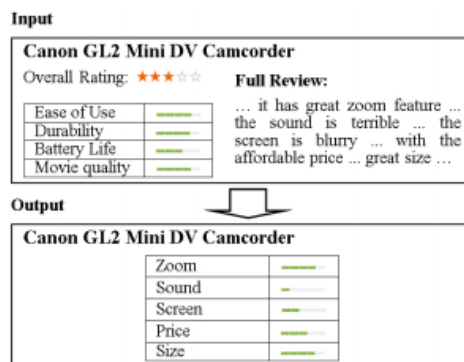 Input
Canon GL2 Mini DV Camcorder
Overall Rating:
Full Review:
Ease of Use
Durability
Battery Life
Movie quality
... it has great zoom feature ...
the sound is terrible ... the
screen is blurry ... with the
affordable price ... great size ...
Output
Canon GL2 Mini DV Camcorder
Zoom
Sound
Screen
Price
Size